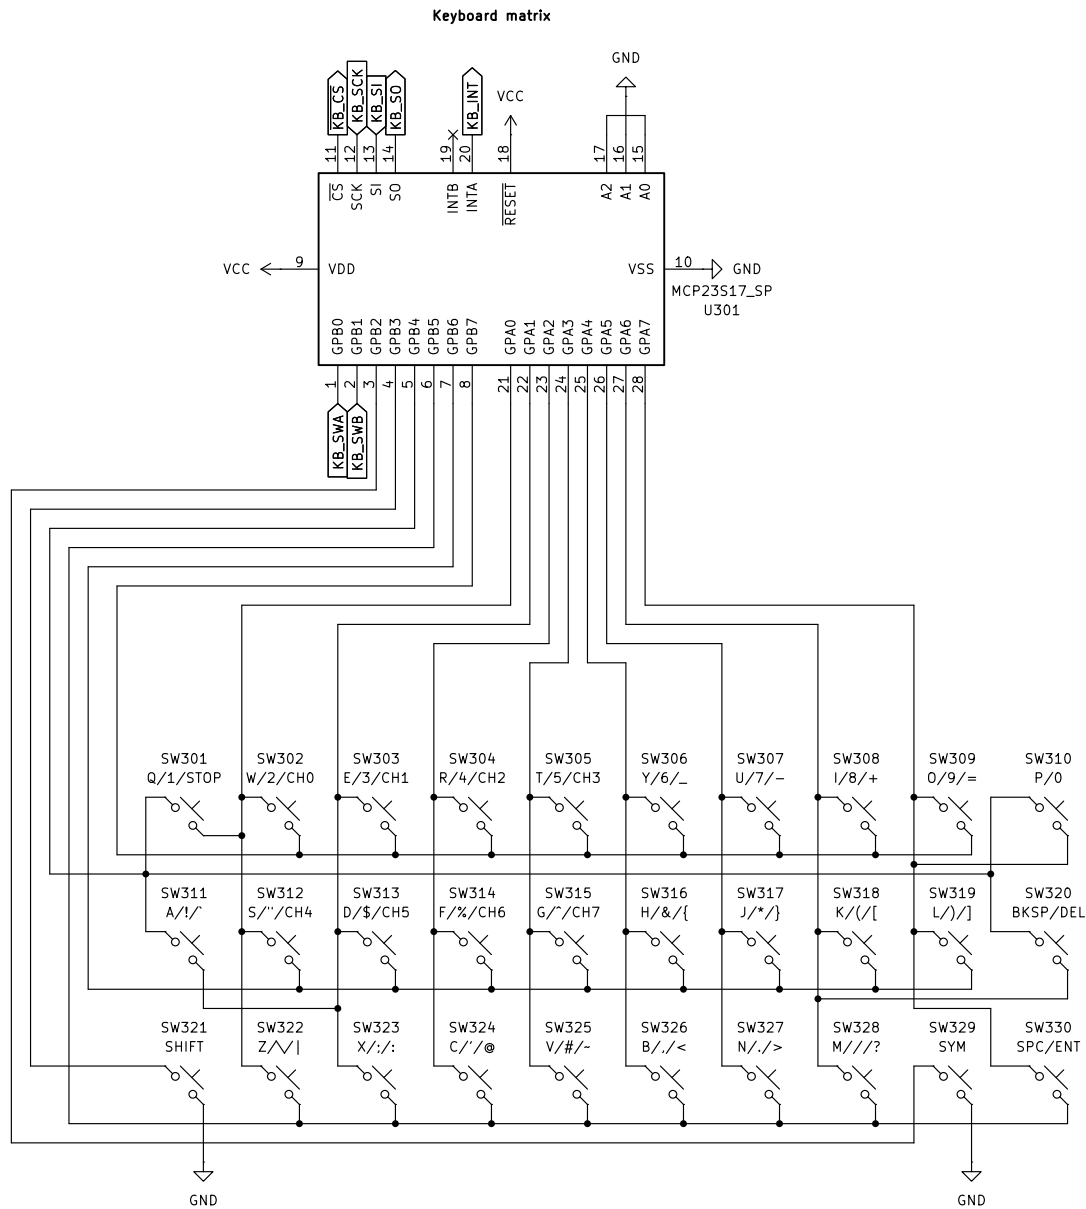 Keyboard matrix
GND
VCC
KB_CS KB_SCK KB_SI KB_SO KB_INT
11 12 13 14 19 20 18 17 16 15
CS SCK SI SO INTB INTA RESET A2 A1 A0
VCC 9 VDD VSS 10 GND
MCP23S17_SP
U301
GPB0 GPB1 GPB2 GPB3 GPB4 GPB5 GPB6 GPB7 GPA0 GPA1 GPA2 GPA3 GPA4 GPA5 GPA6 GPA7
1 2 3 4 5 6 7 8 21 22 23 24 25 26 27 28
KB_SWA KB_SWB
SW301 SW302 SW303 SW304 SW305 SW306 SW307 SW308 SW309 SW310
Q/1/STOP W/2/CH0 E/3/CH1 R/4/CH2 T/5/CH3 Y/6/_ U/7/- I/8/+ O/9/= P/0
SW311 SW312 SW313 SW314 SW315 SW316 SW317 SW318 SW319 SW320
A/!/` S/"/CH4 D/$/CH5 F/%/CH6 G/^/CH7 H/&/{ J/*/} K/(/[ L/)/] BKSP/DEL
SW321 SW322 SW323 SW324 SW325 SW326 SW327 SW328 SW329 SW330
SHIFT Z/\/| X/;/: C/'/@ V/#/~ B/,/< N/./> M///? SYM SPC/ENT
GND GND